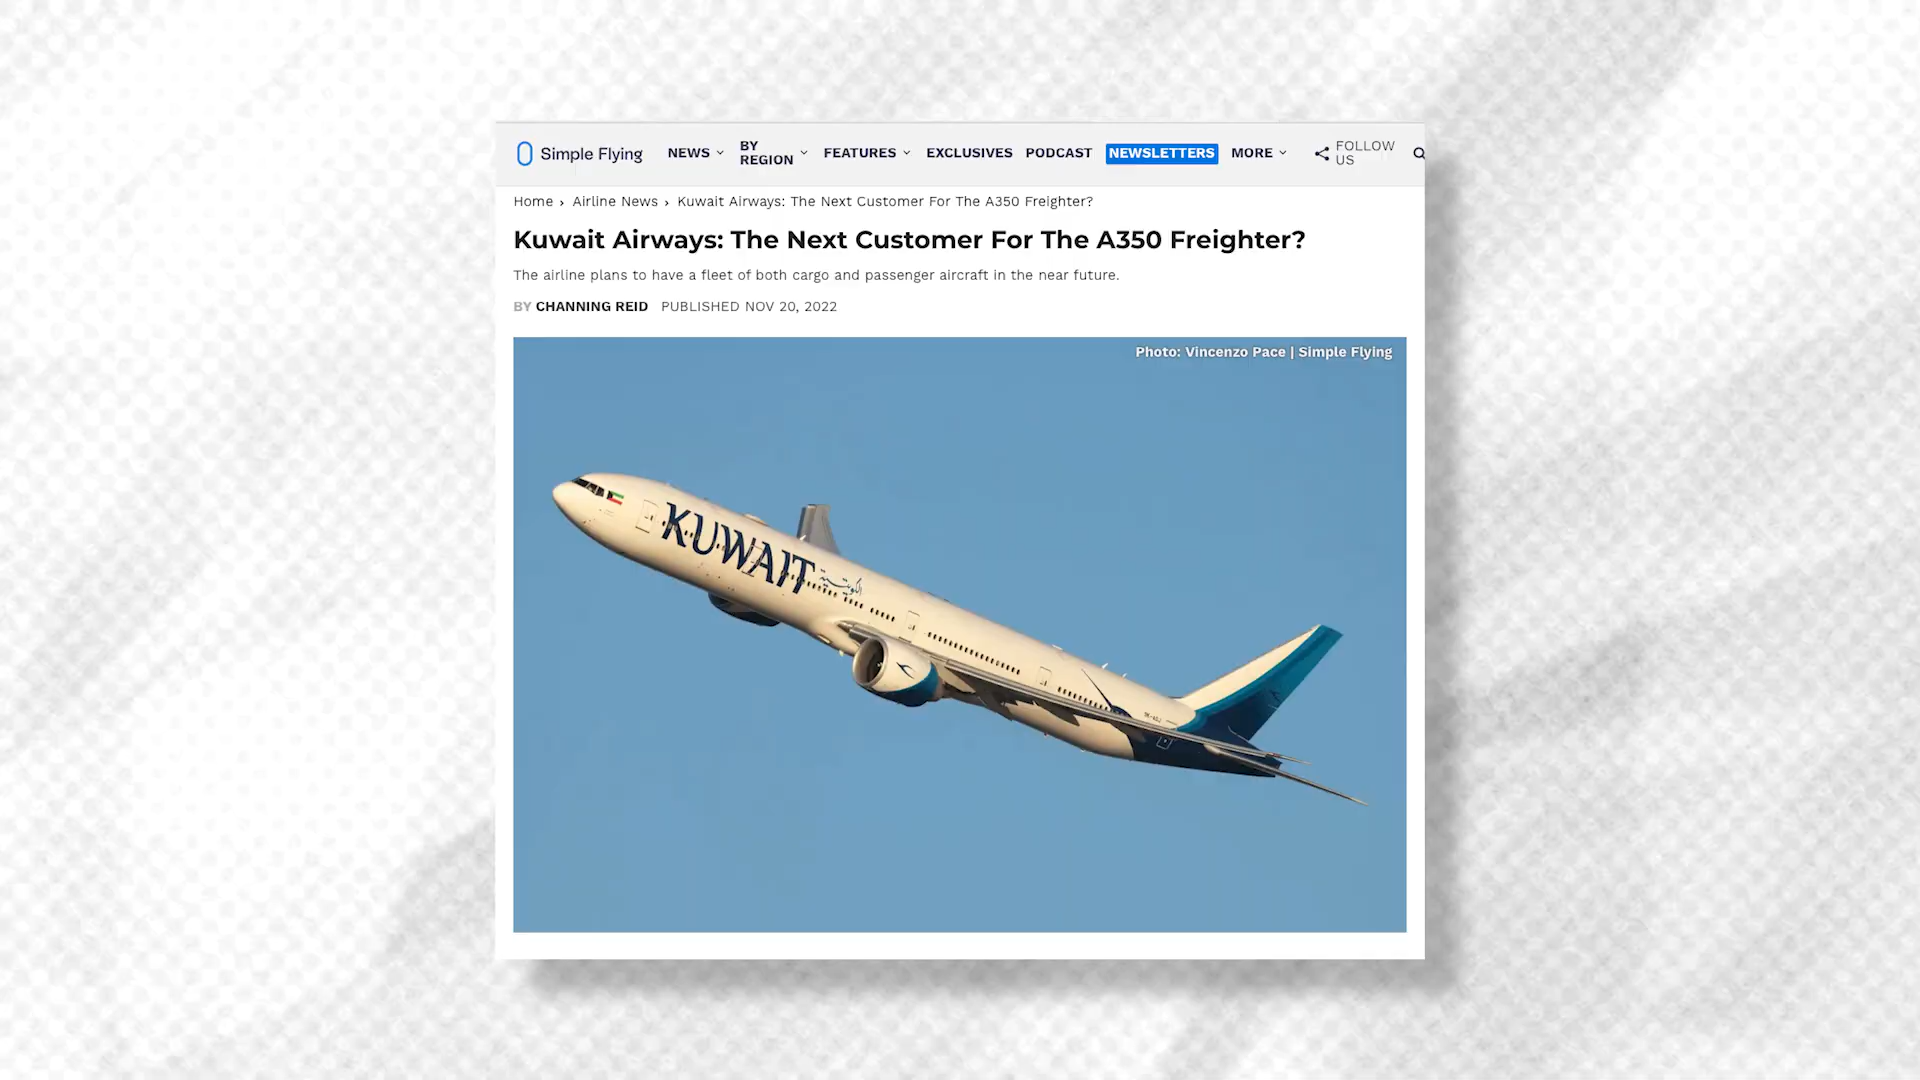 Simple Flying
NEWS
BY REGION
FEATURES
EXCLUSIVES
PODCAST
NEWSLETTERS
MORE
FOLLOW US
Home › Airline News › Kuwait Airways: The Next Customer For The A350 Freighter?
Kuwait Airways: The Next Customer For The A350 Freighter?
The airline plans to have a fleet of both cargo and passenger aircraft in the near future.
BY CHANNING REID PUBLISHED NOV 20, 2022
Photo: Vincenzo Pace | Simple Flying
KUWAIT الكويتية